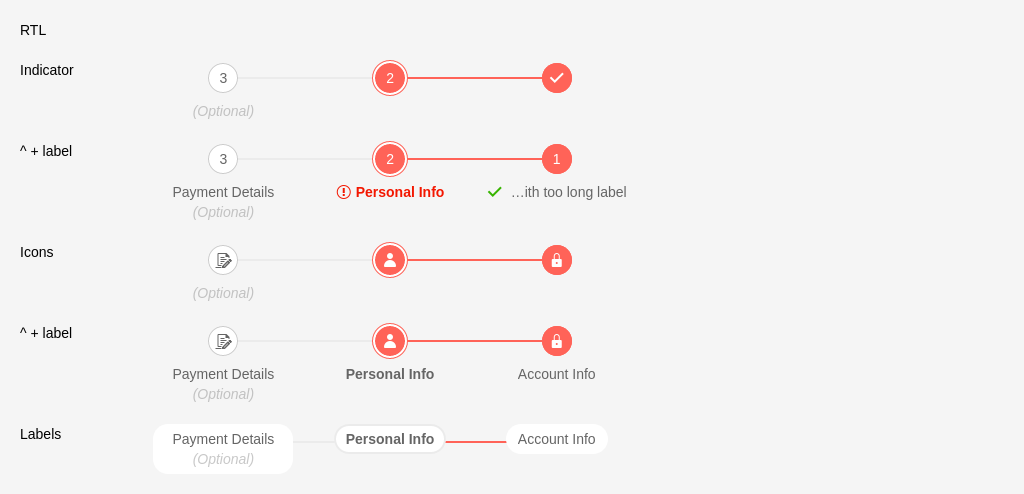 RTL
Indicator
3 2
(Optional)
^ + label
3 2 1
Payment Details Personal Info …ith too long label
(Optional)
Icons
(Optional)
^ + label
Payment Details Personal Info Account Info
(Optional)
Labels
Payment Details Personal Info Account Info
(Optional)